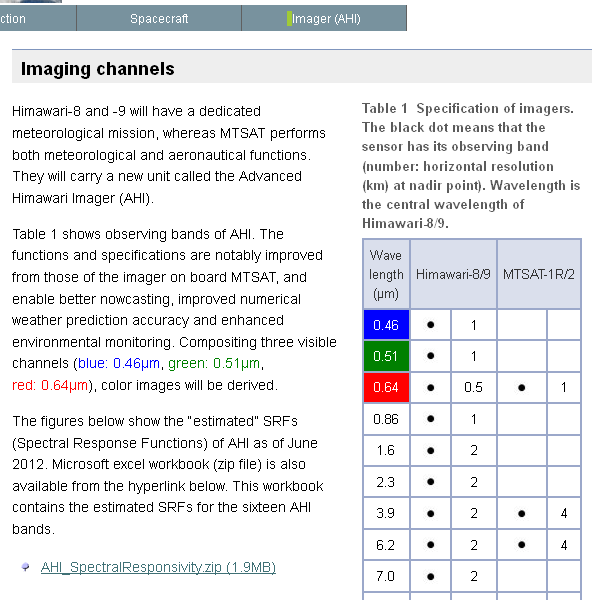 ction
Spacecraft
Imager (AHI)
Imaging channels
Himawari-8 and -9 will have a dedicated
meteorological mission, whereas MTSAT performs
both meteorological and aeronautical functions.
They will carry a new unit called the Advanced
Himawari Imager (AHI).
Table 1 shows observing bands of AHI. The
functions and specifications are notably improved
from those of the imager on board MTSAT, and
enable better nowcasting, improved numerical
weather prediction accuracy and enhanced
environmental monitoring. Compositing three visible
channels (blue: 0.46µm, green: 0.51µm,
red: 0.64µm), color images will be derived.
The figures below show the "estimated" SRFs
(Spectral Response Functions) of AHI as of June
2012. Microsoft excel workbook (zip file) is also
available from the hyperlink below. This workbook
contains the estimated SRFs for the sixteen AHI
bands.
AHI_SpectralResponsivity.zip (1.9MB)
Table 1 Specification of imagers.
The black dot means that the
sensor has its observing band
(number: horizontal resolution
(km) at nadir point). Wavelength is
the central wavelength of
Himawari-8/9.
Wave
length
(µm)
Himawari-8/9
MTSAT-1R/2
0.46 ● 1
0.51 ● 1
0.64 ● 0.5 ● 1
0.86 ● 1
1.6 ● 2
2.3 ● 2
3.9 ● 2 ● 4
6.2 ● 2 ● 4
7.0 ● 2